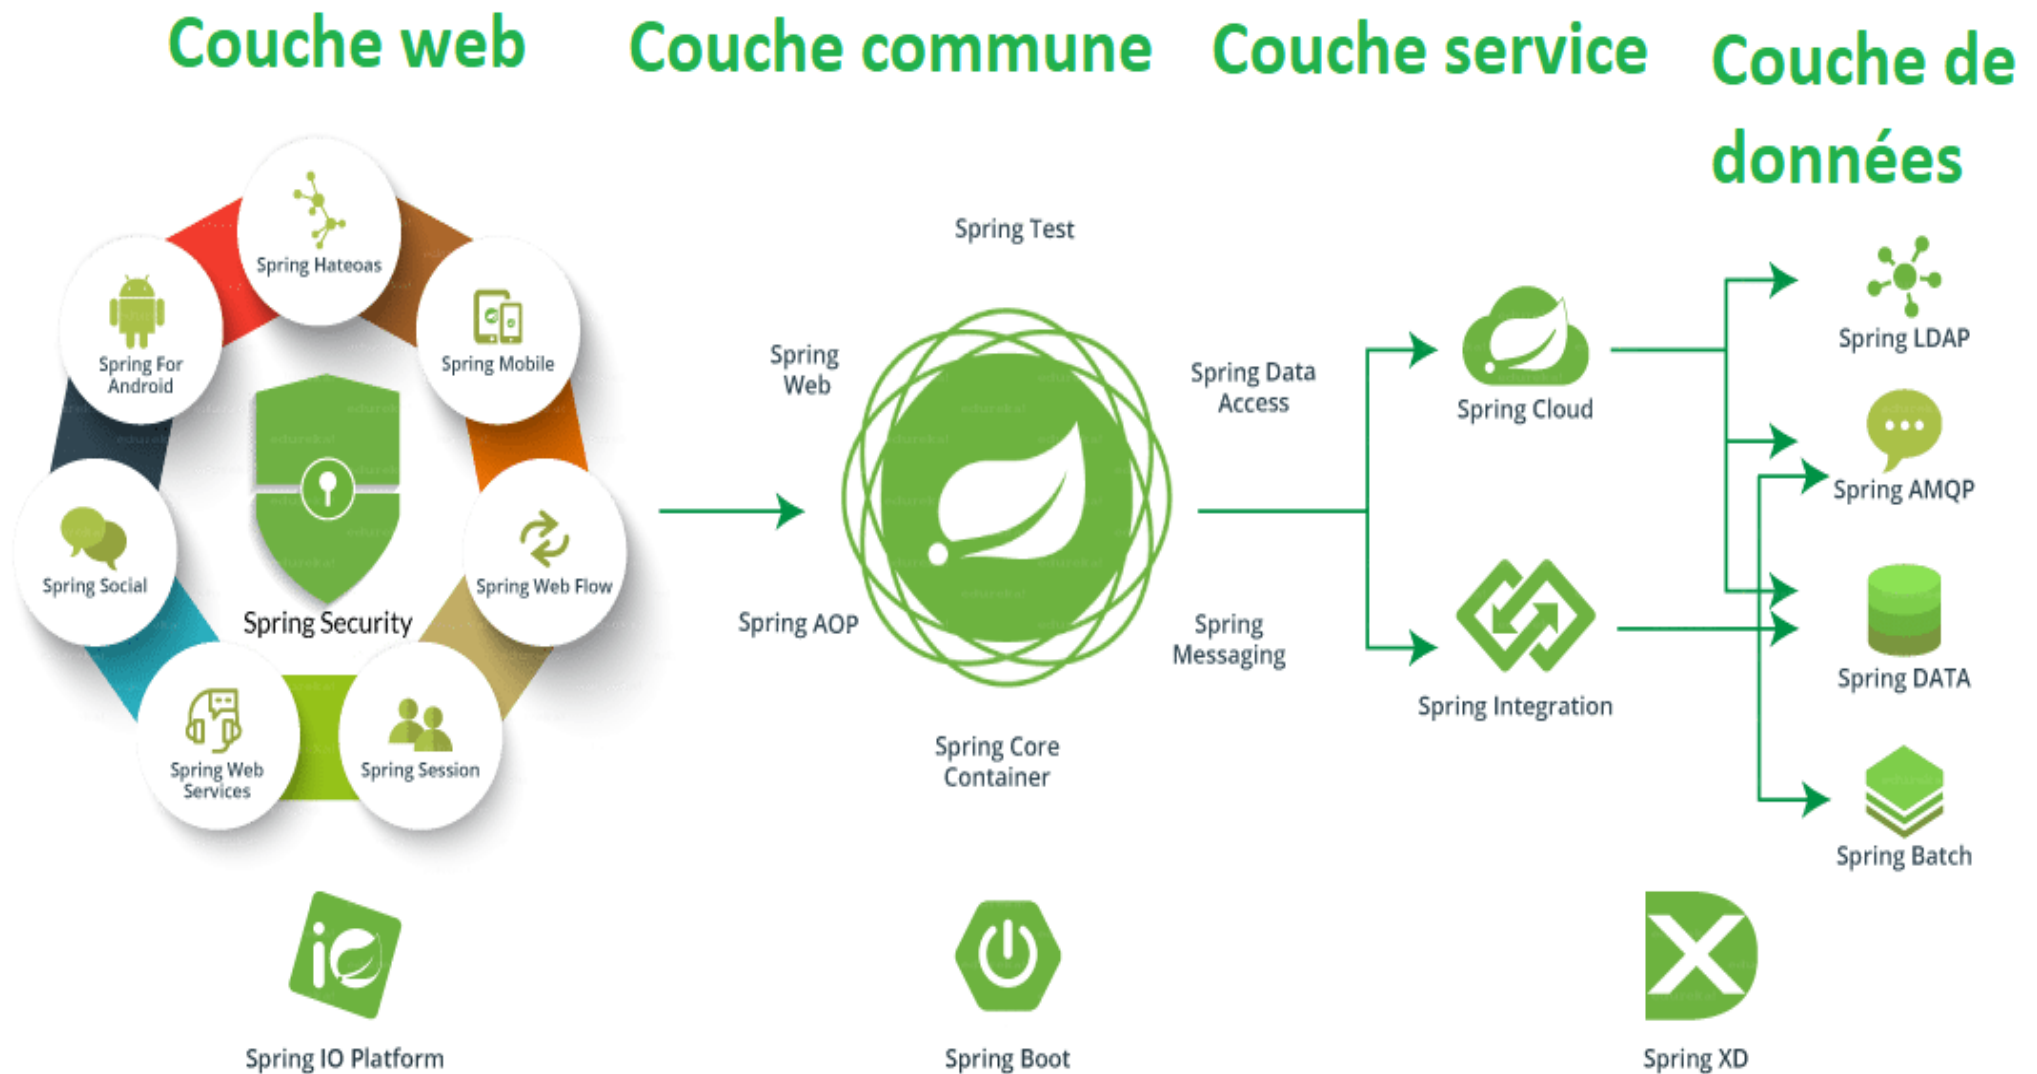 Couche web
Couche commune
Couche service
Couche de
données
Spring Hateoas
Spring For
Android
Spring Mobile
Spring Social
Spring Web Flow
Spring Security
Spring Web
Services
Spring Session
Spring Test
Spring
Web
Spring Data
Access
Spring AOP
Spring
Messaging
Spring Core
Container
Spring Cloud
Spring Integration
Spring LDAP
Spring AMQP
Spring DATA
Spring Batch
io
Spring IO Platform
Spring Boot
X
Spring XD